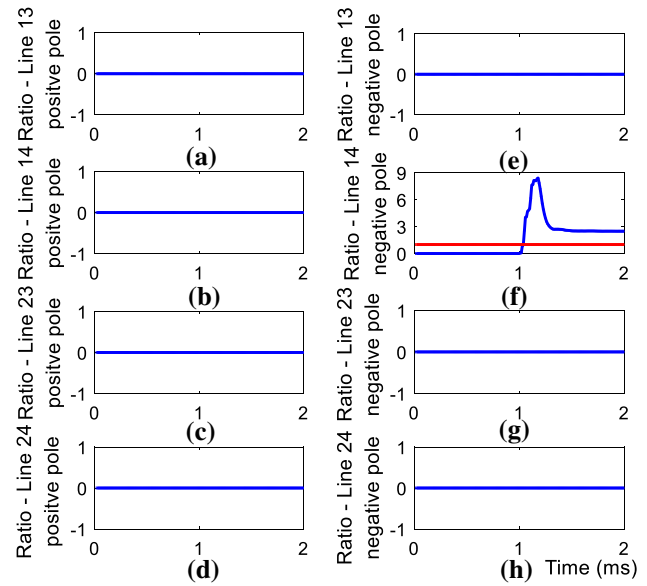 Ratio - Line 13
positve pole
1
0
-1
0 1 2
(a)
Ratio - Line 13
negative pole
1
0
-1
0 1 2
(e)
Ratio - Line 14
positve pole
1
0
-1
0 1 2
(b)
Ratio - Line 14
negative pole
9
6
3
0
0 1 2
(f)
Ratio - Line 23
positve pole
1
0
-1
0 1 2
(c)
Ratio - Line 23
negative pole
1
0
-1
0 1 2
(g)
Ratio - Line 24
positve pole
1
0
-1
0 1 2
(d)
Ratio - Line 24
negative pole
1
0
-1
0 1 2
(h)
Time (ms)